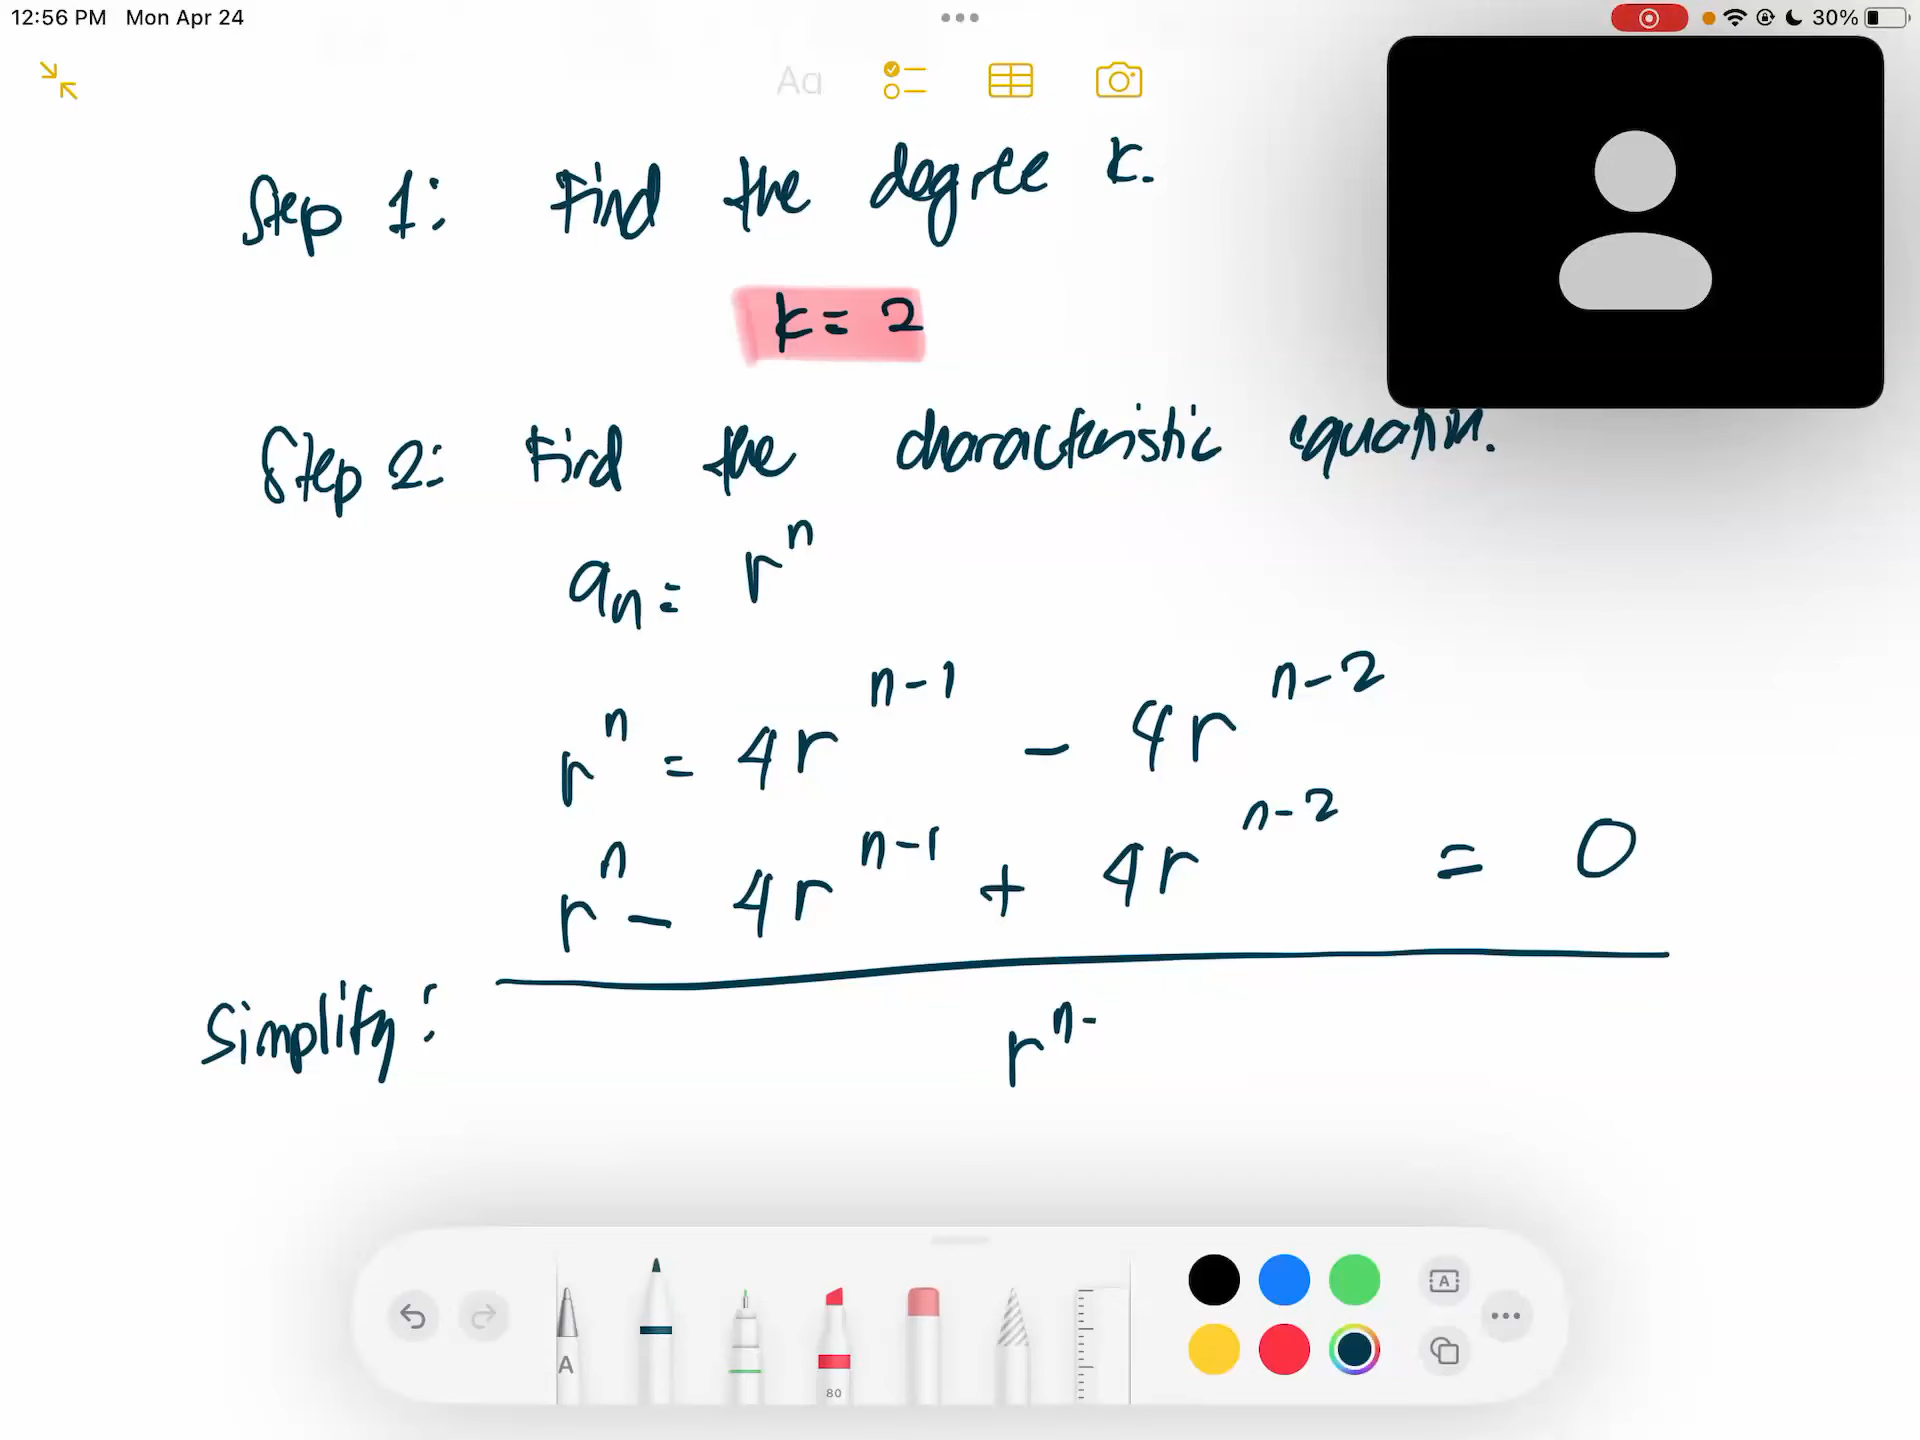 12:56 PM Mon Apr 24 30%
Aa
Step 1: Find the degree k.
k = 2
Step 2: Find the characteristic equation.
aₙ = rⁿ
rⁿ = 4rⁿ⁻¹ - 4rⁿ⁻²
rⁿ - 4rⁿ⁻¹ + 4rⁿ⁻² = 0
Simplify:
rⁿ⁻
A
80
A